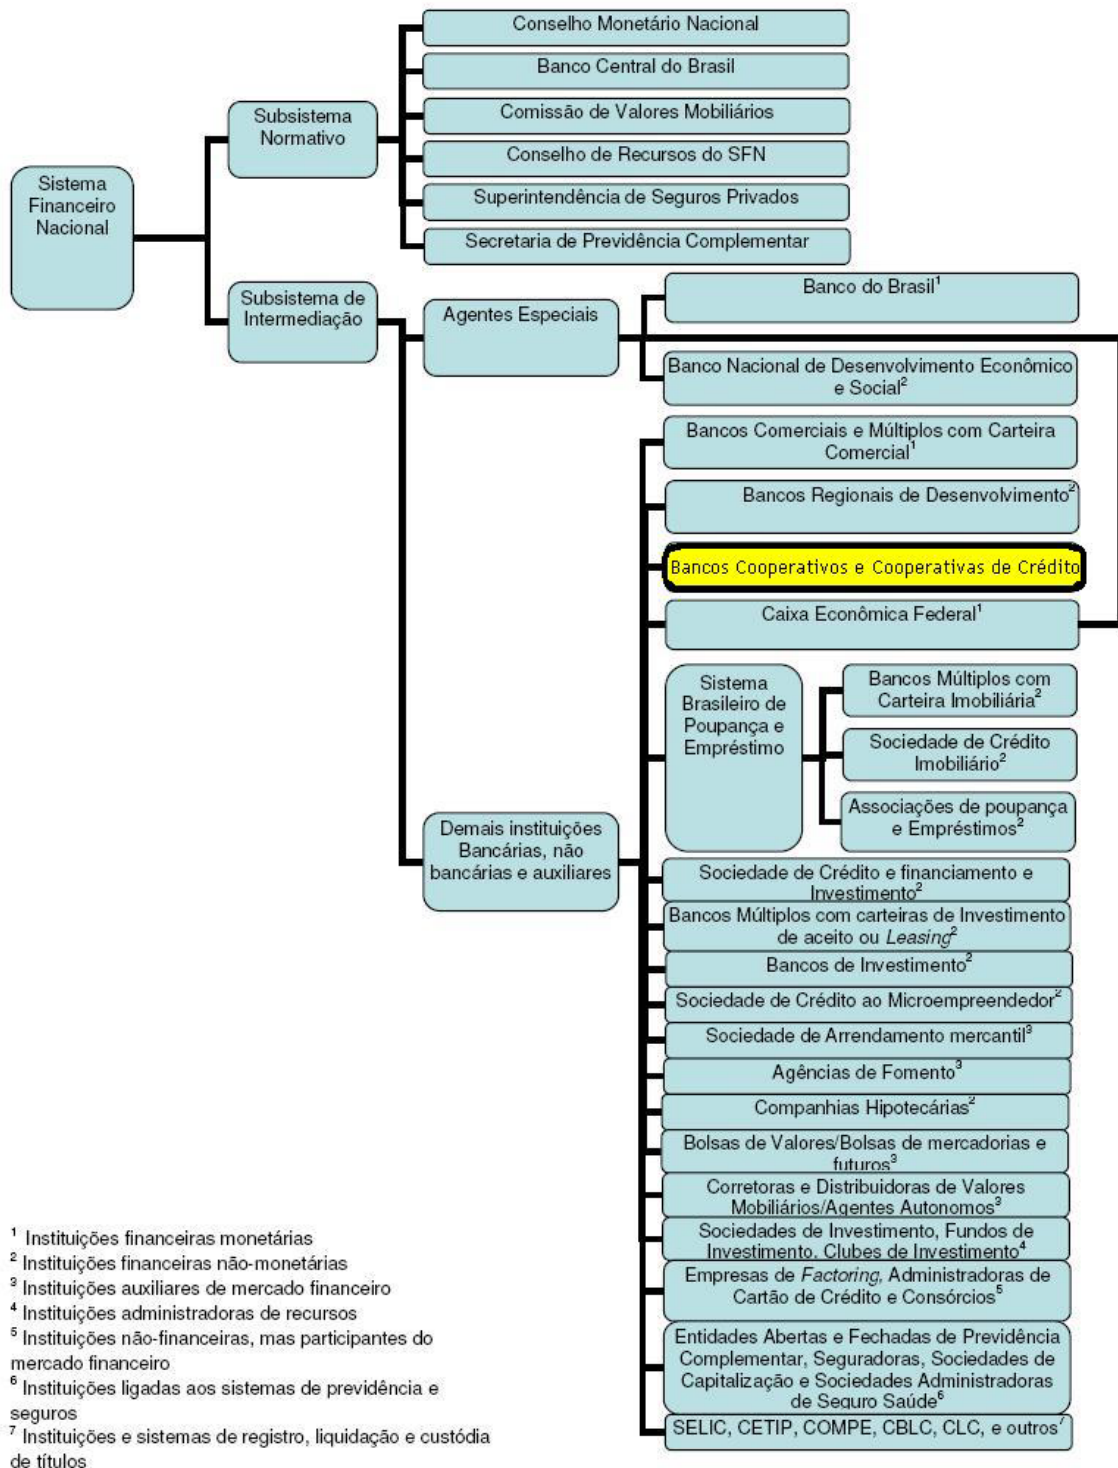 Conselho Monetário Nacional
Banco Central do Brasil
Subsistema
Normativo
Comissão de Valores Mobiliários
Conselho de Recursos do SFN
Sistema
Financeiro
Nacional
Superintendência de Seguros Privados
Secretaria de Previdência Complementar
Subsistema de
Intermediação
Agentes Especiais
Banco do Brasil¹
Banco Nacional de Desenvolvimento Econômico
e Social²
Bancos Comerciais e Múltiplos com Carteira
Comercial¹
Bancos Regionais de Desenvolvimento²
Bancos Cooperativos e Cooperativas de Crédito
Caixa Econômica Federal¹
Sistema
Brasileiro de
Poupança e
Empréstimo
Bancos Múltiplos com
Carteira Imobiliária²
Sociedade de Crédito
Imobiliário²
Associações de poupança
e Empréstimos²
Demais instituições
Bancárias, não
bancárias e auxiliares
Sociedade de Crédito e financiamento e
Investimento²
Bancos Múltiplos com carteiras de Investimento
de aceito ou Leasing²
Bancos de Investimento²
Sociedade de Crédito ao Microempreendedor²
Sociedade de Arrendamento mercantil³
Agências de Fomento³
Companhias Hipotecárias²
Bolsas de Valores/Bolsas de mercadorias e
futuros³
Corretoras e Distribuidoras de Valores
Mobiliários/Agentes Autonomos³
Sociedades de Investimento, Fundos de
Investimento. Clubes de Investimento⁴
Empresas de Factoring, Administradoras de
Cartão de Crédito e Consórcios⁵
Entidades Abertas e Fechadas de Previdência
Complementar, Seguradoras, Sociedades de
Capitalização e Sociedades Administradoras
de Seguro Saúde⁶
SELIC, CETIP, COMPE, CBLC, CLC, e outros⁷
¹ Instituições financeiras monetárias
² Instituições financeiras não-monetárias
³ Instituições auxiliares de mercado financeiro
⁴ Instituições administradoras de recursos
⁵ Instituições não-financeiras, mas participantes do
mercado financeiro
⁶ Instituições ligadas aos sistemas de previdência e
seguros
⁷ Instituições e sistemas de registro, liquidação e custódia
de títulos